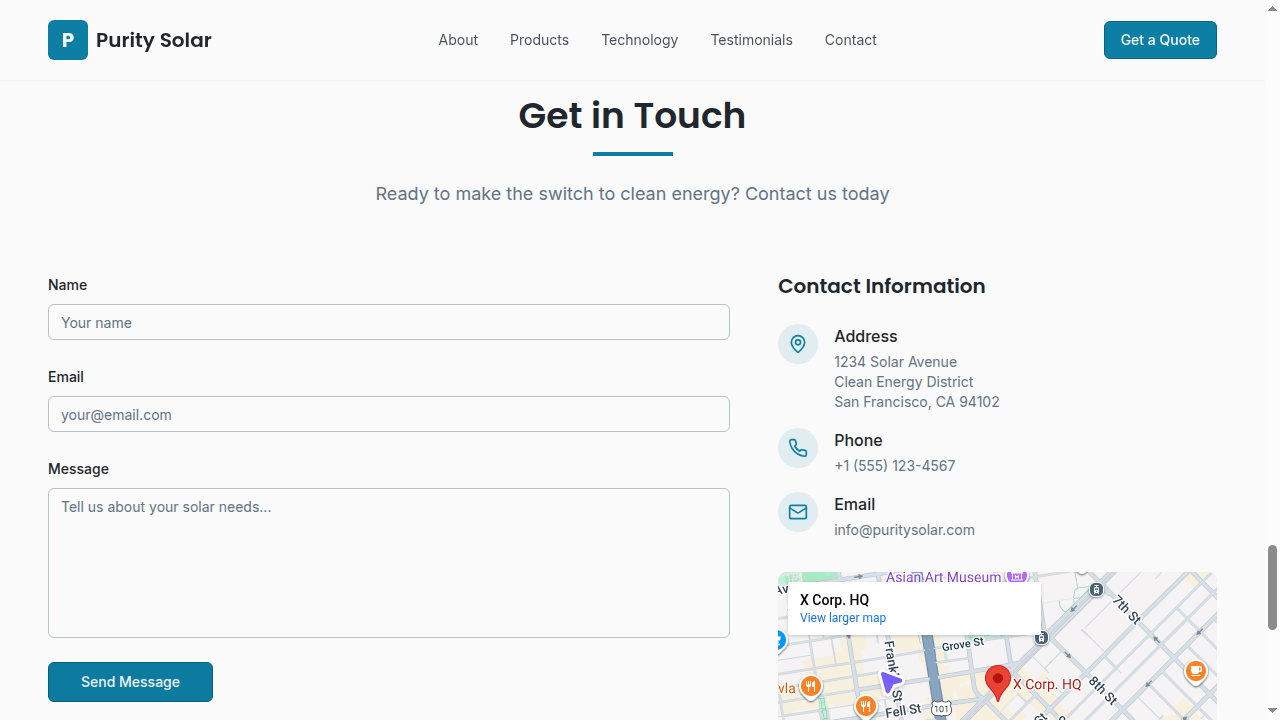 P Purity Solar
About Products Technology Testimonials Contact
Get a Quote
Get in Touch
Ready to make the switch to clean energy? Contact us today
Name
Your name
Email
your@email.com
Message
Tell us about your solar needs...
Send Message
Contact Information
Address
1234 Solar Avenue
Clean Energy District
San Francisco, CA 94102
Phone
+1 (555) 123-4567
Email
info@puritysolar.com
Asian Art Museum
X Corp. HQ
View larger map
7th St
Grove St
X Corp. HQ
8th St
Fell St
101